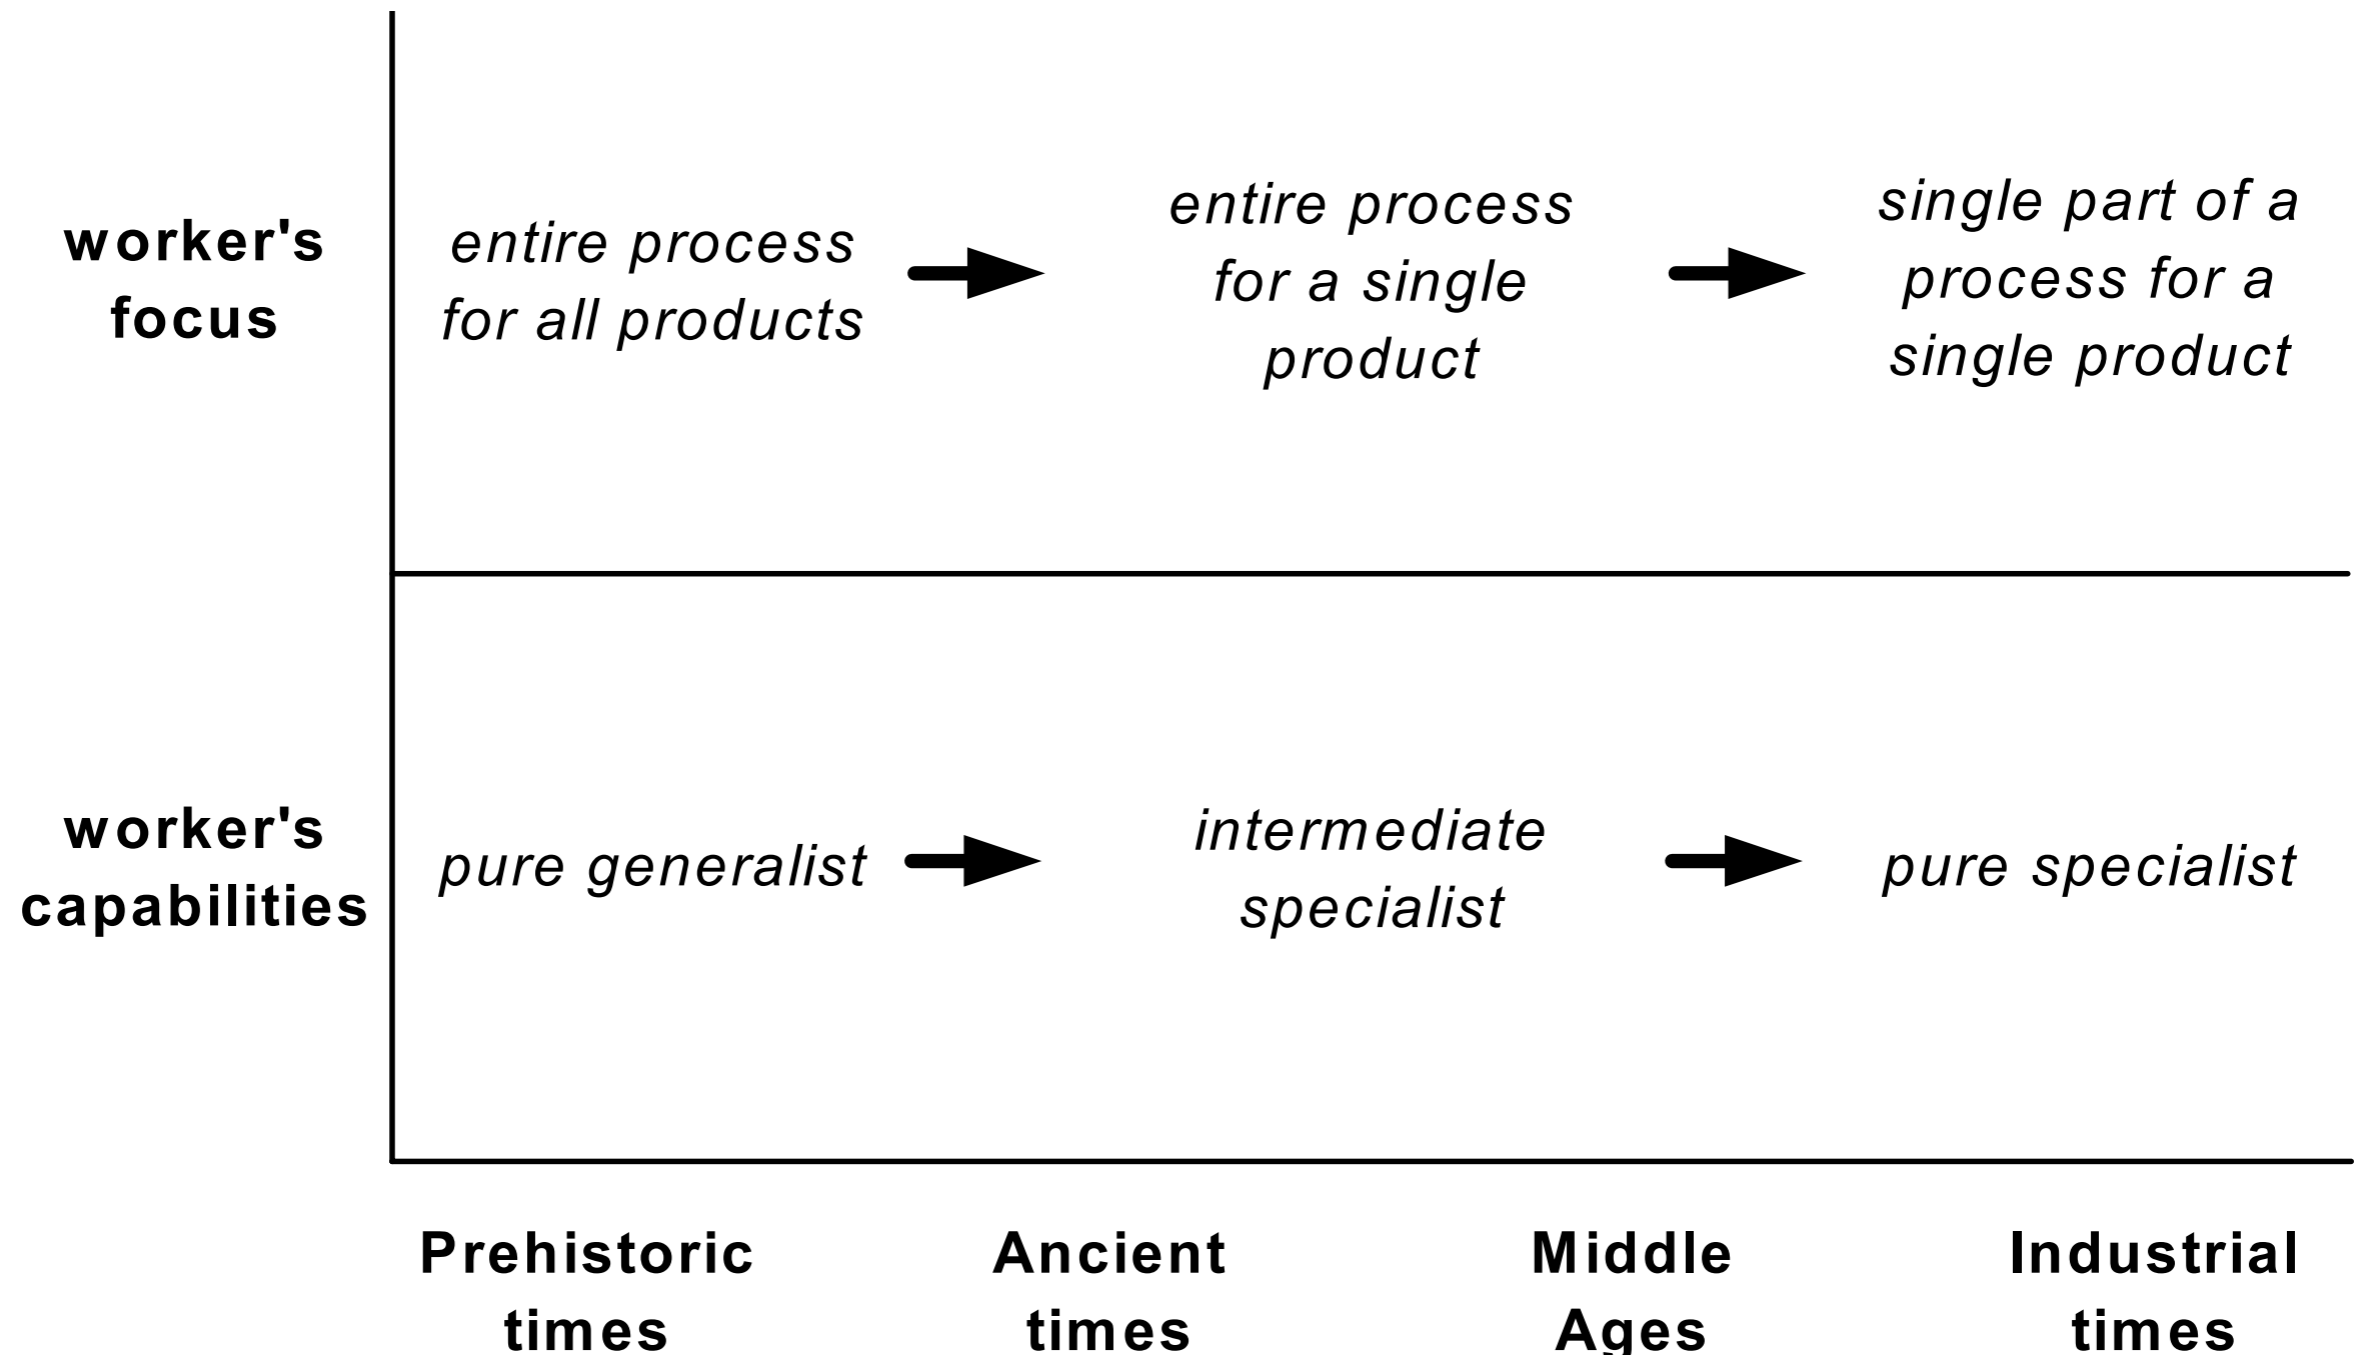 worker's
focus
entire process
for all products
entire process
for a single
product
single part of a
process for a
single product
worker's
capabilities
pure generalist
intermediate
specialist
pure specialist
Prehistoric
times
Ancient
times
Middle
Ages
Industrial
times